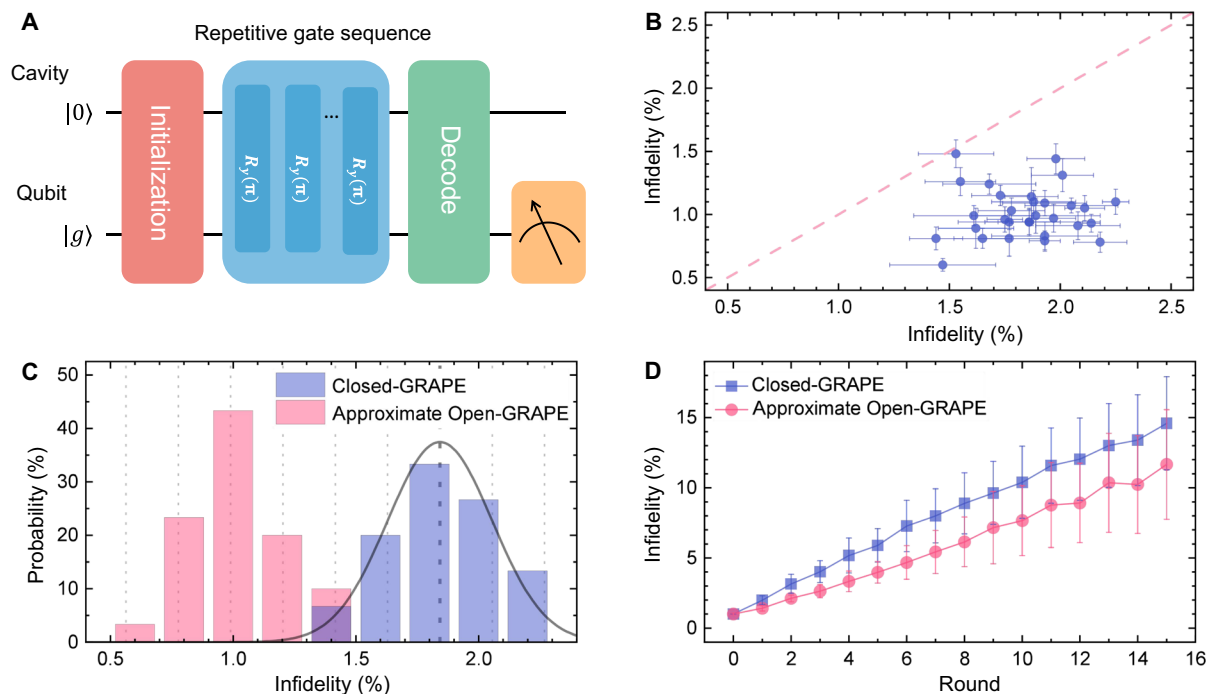 A
Repetitive gate sequence
Cavity
|0⟩
Qubit
|g⟩
Initialization
R_y(π)
R_y(π)
...
R_y(π)
Decode
B
Infidelity (%)
2.5
2.0
1.5
1.0
0.5
0.5 1.0 1.5 2.0 2.5
Infidelity (%)
C
Probability (%)
50
40
30
20
10
0
Closed-GRAPE
Approximate Open-GRAPE
0.5 1.0 1.5 2.0
Infidelity (%)
D
Infidelity (%)
15
10
5
0
Closed-GRAPE
Approximate Open-GRAPE
0 2 4 6 8 10 12 14 16
Round